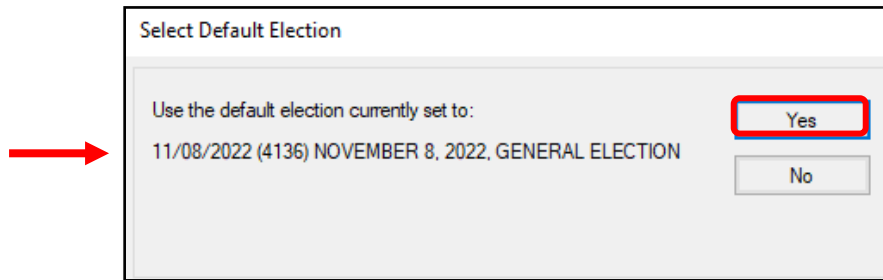 Select Default Election
Use the default election currently set to:
Yes
11/08/2022 (4136) NOVEMBER 8, 2022, GENERAL ELECTION
No